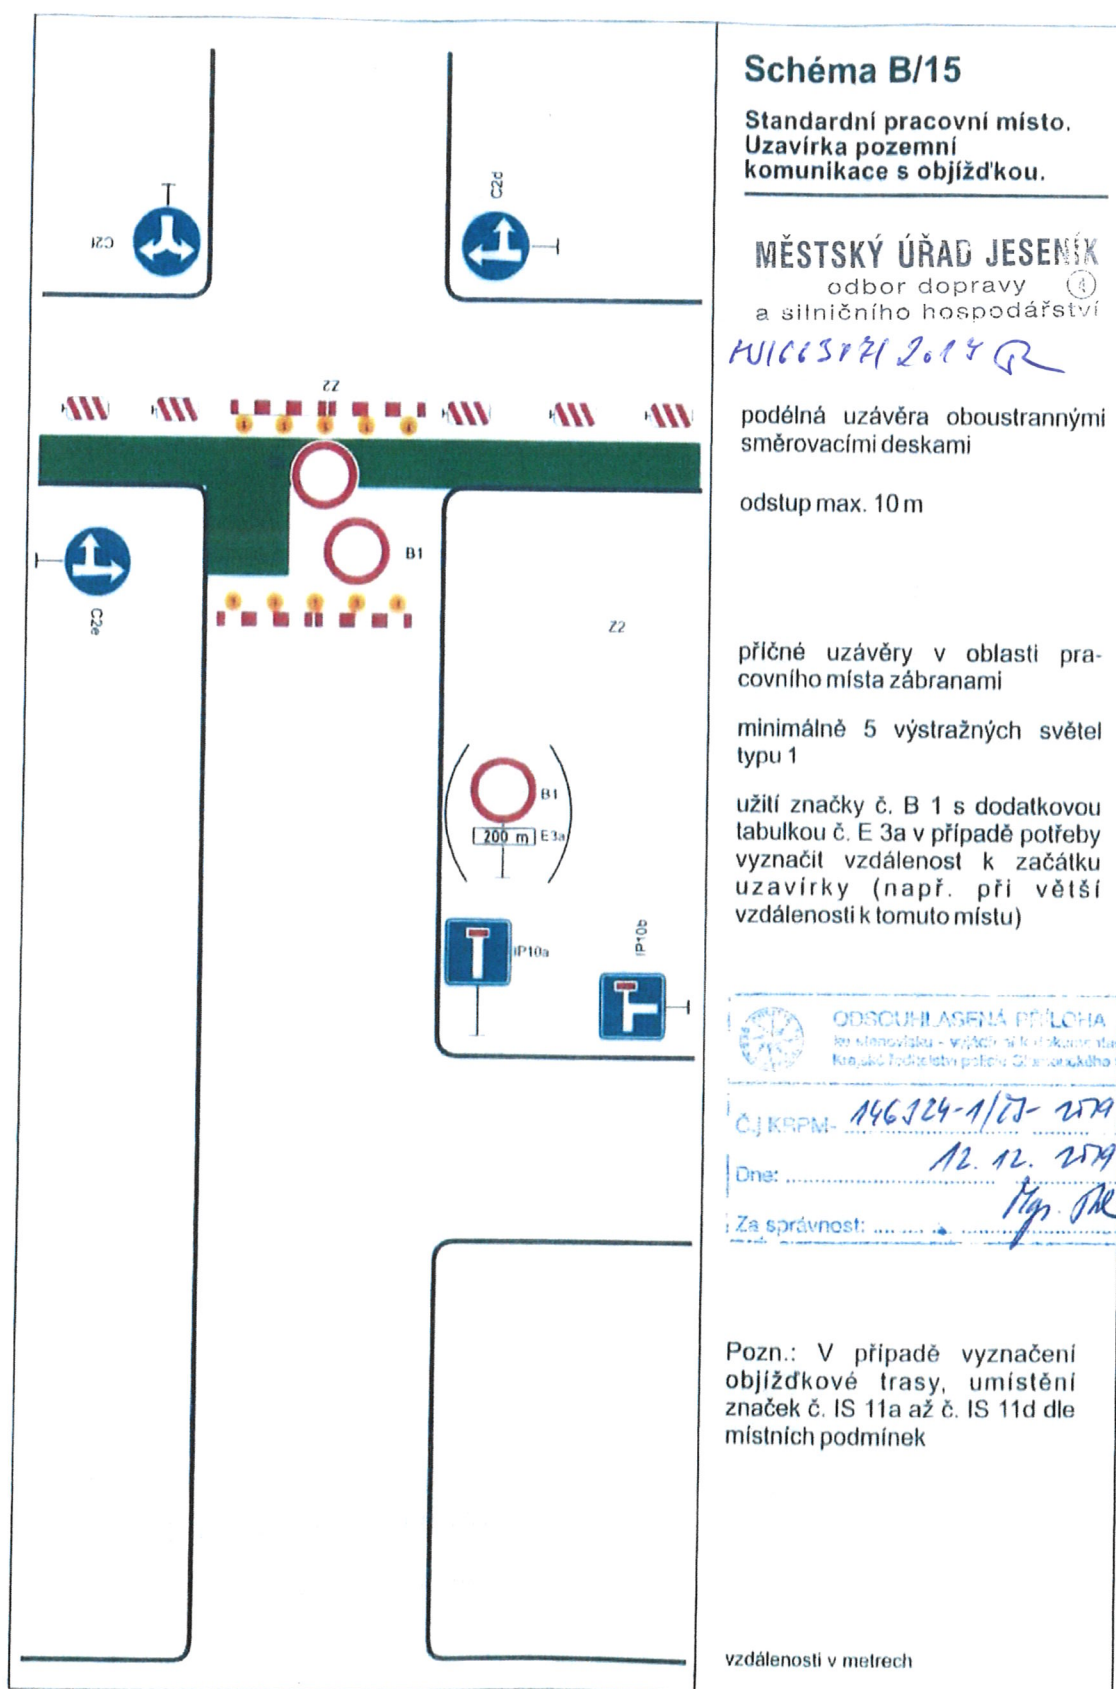 Schéma B/15
Standardní pracovní místo.
Uzavírka pozemní
komunikace s objížďkou.
MĚSTSKÝ ÚŘAD JESENÍK
odbor dopravy 4
a silničního hospodářství
podélná uzávěra oboustrannými
směrovacími deskami
odstup max. 10 m
příčné uzávěry v oblasti pra-
covního místa zábranami
minimálně 5 výstražných světel
typu 1
užití značky č. B 1 s dodatkovou
tabulkou č. E 3a v případě potřeby
vyznačit vzdálenost k začátku
uzavírky (např. při větší
vzdálenosti k tomuto místu)
ODSOUHLASENÁ PŘÍLOHA
Č.j KRPM-
Dne: 12. 12. 2019
Za správnost: Mgr.
Pozn.: V případě vyznačení
objížďkové trasy, umístění
značek č. IS 11a až č. IS 11d dle
místních podmínek
vzdálenosti v metrech
C2f
C2d
Z2
B1
C2e
Z2
B1
200 m E3a
IP10a
IP10b